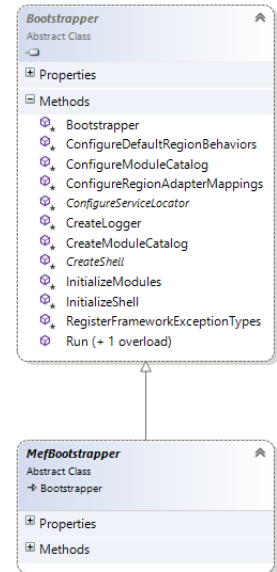 Bootstrapper
Abstract Class
Properties
Methods
Bootstrapper
ConfigureDefaultRegionBehaviors
ConfigureModuleCatalog
ConfigureRegionAdapterMappings
ConfigureServiceLocator
CreateLogger
CreateModuleCatalog
CreateShell
InitializeModules
InitializeShell
RegisterFrameworkExceptionTypes
Run (+ 1 overload)
MefBootstrapper
Abstract Class
Bootstrapper
Properties
Methods